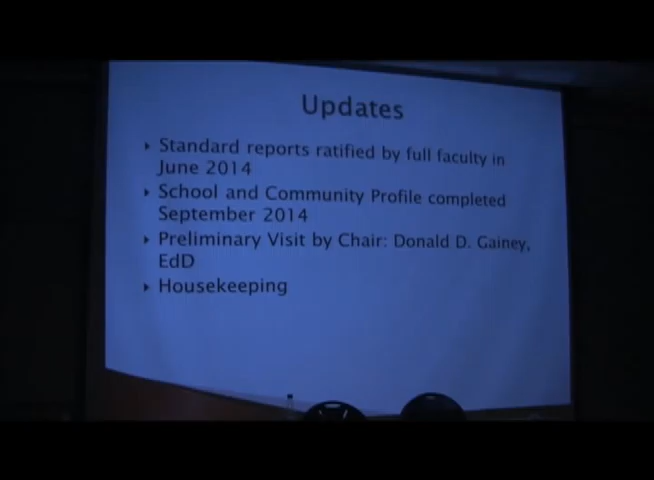 Updates
Standard reports ratified by full faculty in
June 2014
School and Community Profile completed
September 2014
Preliminary Visit by Chair: Donald D. Gainey,
EdD
Housekeeping